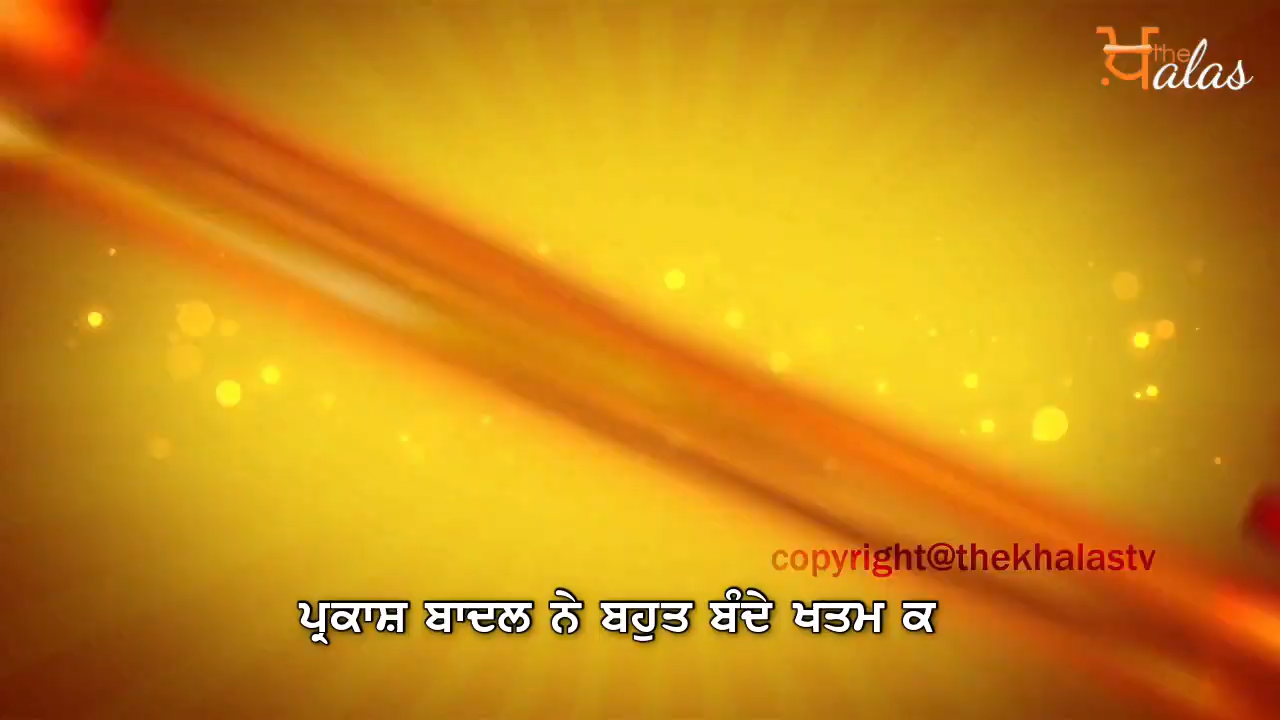 ਖ਼ the alas
copyright@thekhalastv
ਪ੍ਰਕਾਸ਼ ਬਾਦਲ ਨੇ ਬਹੁਤ ਬੰਦੇ ਖਤਮ ਕ